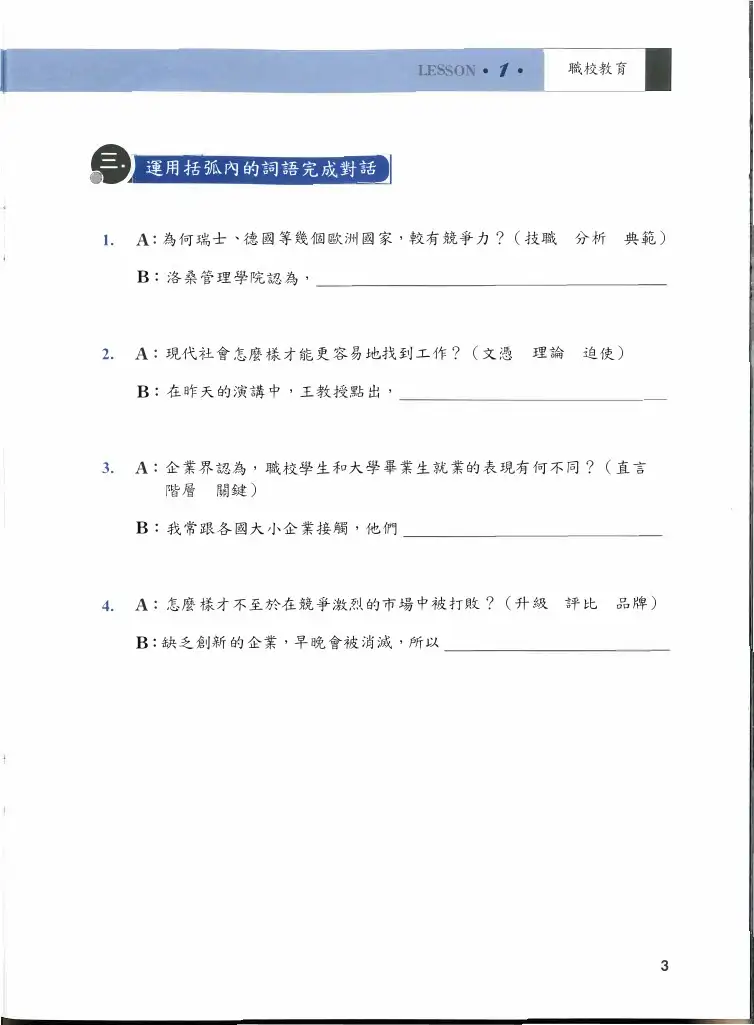 LESSON • 1 • 職校教育
三. 運用括弧內的詞語完成對話
1. A：為何瑞士、德國等幾個歐洲國家，較有競爭力？（技職　分析　典範）
B：洛桑管理學院認為，
2. A：現代社會怎麼樣才能更容易地找到工作？（文憑　理論　迫使）
B：在昨天的演講中，王教授點出，
3. A：企業界認為，職校學生和大學畢業生就業的表現有何不同？（直言
階層　關鍵）
B：我常跟各國大小企業接觸，他們
4. A：怎麼樣才不至於在競爭激烈的市場中被打敗？（升級　評比　品牌）
B：缺乏創新的企業，早晚會被消滅，所以
3